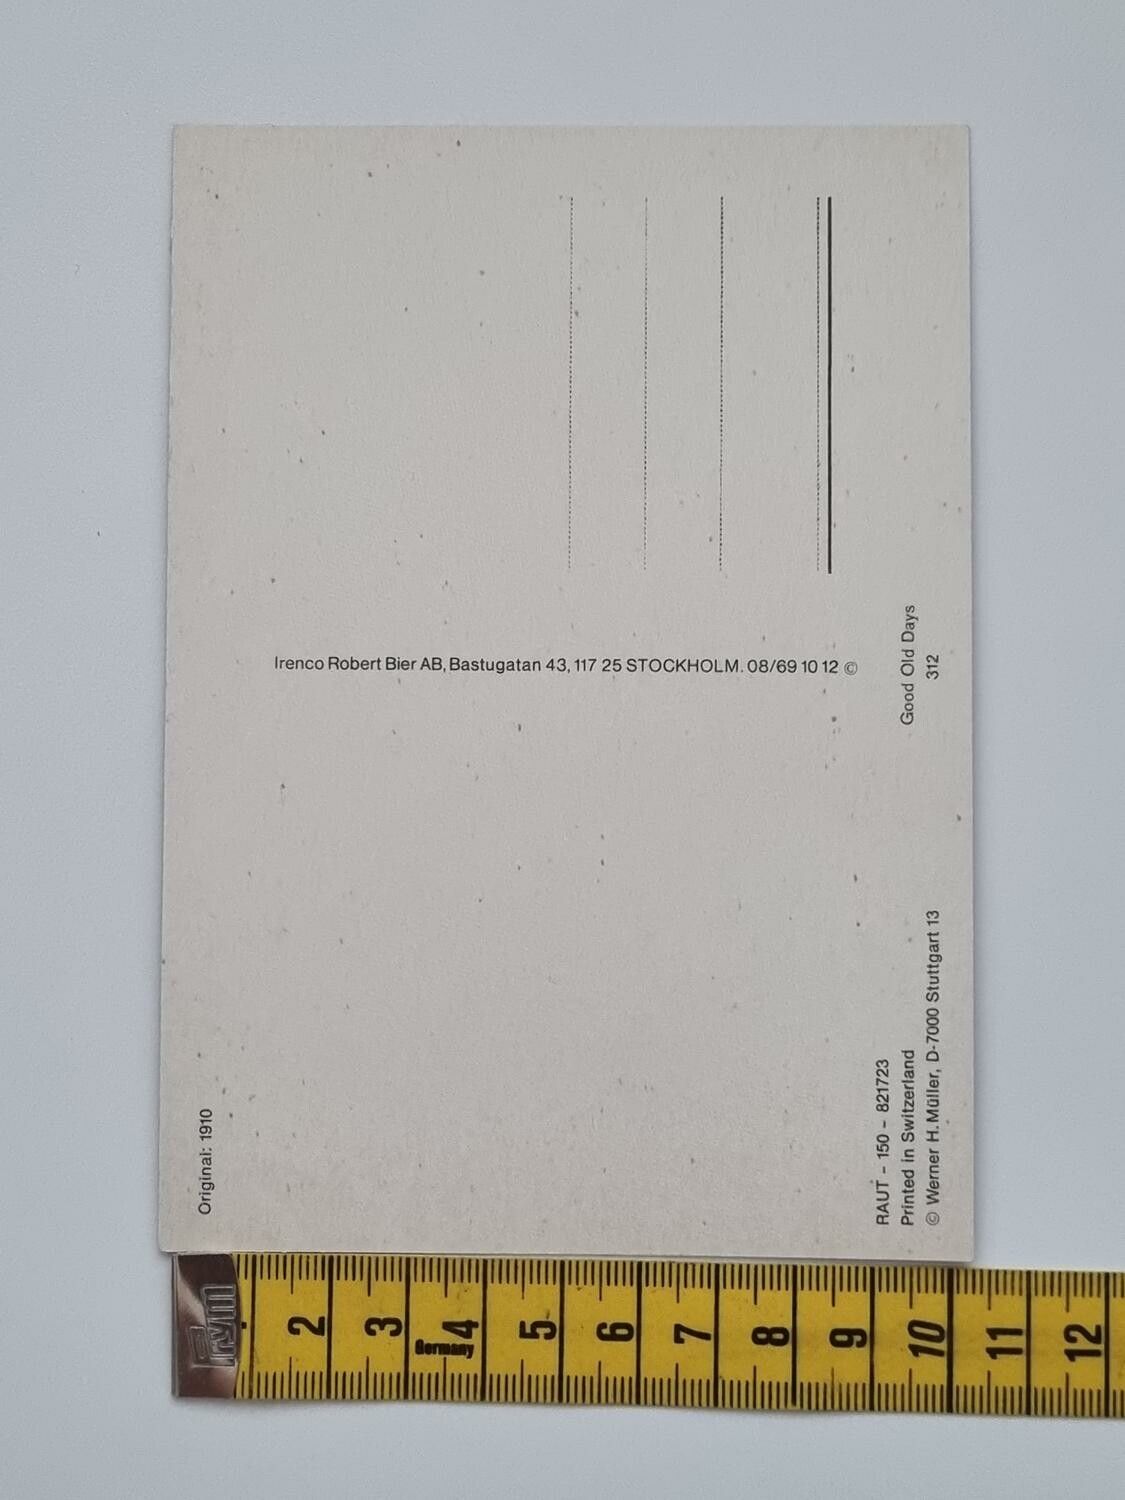 Original: 1910
Irenco Robert Bier AB, Bastugatan 43, 117 25 STOCKHOLM. 08/69 10 12 ©
Good Old Days
312
RAUT - 150 - 821723
Printed in Switzerland
© Werner H. Müller, D-7000 Stuttgart 13
Prym
2 3 4 5 6 7 8 9 10 11 12
Germany